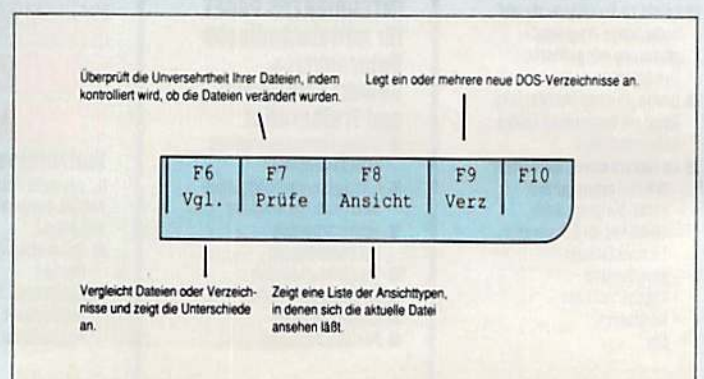 Überprüft die Unversehrtheit Ihrer Dateien, indem
kontrolliert wird, ob die Dateien verändert wurden.
Legt ein oder mehrere neue DOS-Verzeichnisse an.
F6 F7 F8 F9 F10
Vgl. Prüfe Ansicht Verz
Vergleicht Dateien oder Verzeich-
nisse und zeigt die Unterschiede
an.
Zeigt eine Liste der Ansichttypen,
in denen sich die aktuelle Datei
ansehen läßt.